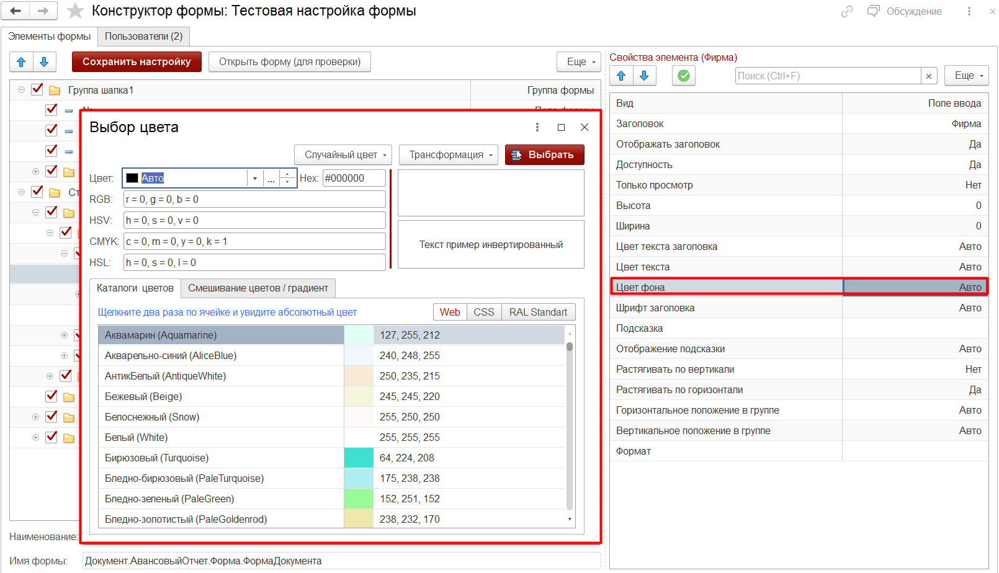 Конструктор формы: Тестовая настройка формы
Обсуждение
Элементы формы
Пользователи (2)
Сохранить настройку
Открыть форму (для проверки)
Еще
Группа шапка1
Группа формы
Ст
Выбор цвета
Случайный цвет
Трансформация
Выбрать
Цвет:
Авто
...
Hex:
#000000
RGB:
r = 0, g = 0, b = 0
HSV:
h = 0, s = 0, v = 0
CMYK:
c = 0, m = 0, y = 0, k = 1
HSL:
h = 0, s = 0, l = 0
Текст пример инвертированный
Каталоги цветов
Смешивание цветов / градиент
Щелкните два раза по ячейке и увидите абсолютный цвет
Web
CSS
RAL Standart
Аквамарин (Aquamarine)
127, 255, 212
Акварельно-синий (AliceBlue)
240, 248, 255
АнтикБелый (AntiqueWhite)
250, 235, 215
Бежевый (Beige)
245, 245, 220
Белоснежный (Snow)
255, 250, 250
Белый (White)
255, 255, 255
Бирюзовый (Turquoise)
64, 224, 208
Бледно-бирюзовый (PaleTurquoise)
175, 238, 238
Бледно-зеленый (PaleGreen)
152, 251, 152
Бледно-золотистый (PaleGoldenrod)
238, 232, 170
Наименование:
Имя формы:
Документ.АвансовыйОтчет.Форма.ФормаДокумента
Свойства элемента (Фирма)
Поиск (Ctrl+F)
Еще
Вид
Поле ввода
Заголовок
Фирма
Отображать заголовок
Да
Доступность
Да
Только просмотр
Нет
Высота
0
Ширина
0
Цвет текста заголовка
Авто
Цвет текста
Авто
Цвет фона
Авто
Шрифт заголовка
Авто
Подсказка
Отображение подсказки
Авто
Растягивать по вертикали
Нет
Растягивать по горизонтали
Да
Горизонтальное положение в группе
Авто
Вертикальное положение в группе
Авто
Формат